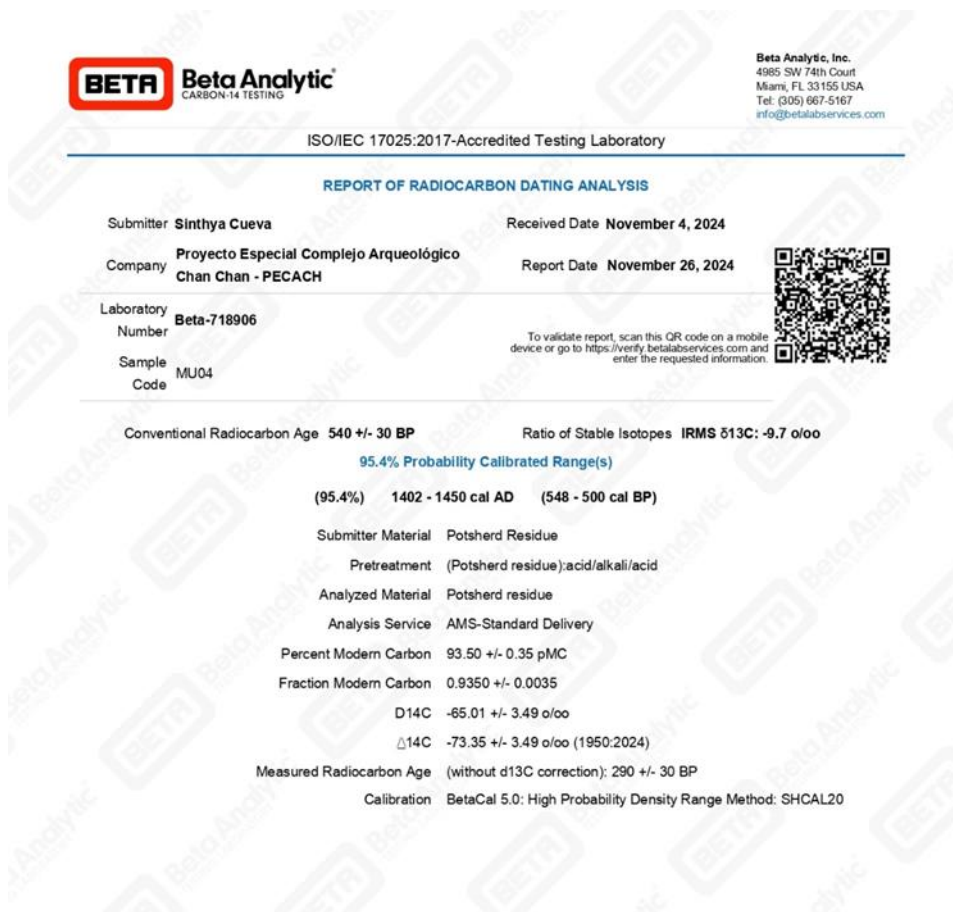 BETA Beta Analytic®
CARBON-14 TESTING
Beta Analytic, Inc.
4985 SW 74th Court
Miami, FL 33155 USA
Tel: (305) 667-5167
info@betalabservices.com
ISO/IEC 17025:2017-Accredited Testing Laboratory
REPORT OF RADIOCARBON DATING ANALYSIS
Submitter Sinthya Cueva
Received Date November 4, 2024
Company Proyecto Especial Complejo Arqueológico
Chan Chan - PECACH
Report Date November 26, 2024
Laboratory
Number Beta-718906
Sample
Code MU04
To validate report, scan this QR code on a mobile
device or go to https://verify.betalabservices.com and
enter the requested information.
Conventional Radiocarbon Age 540 +/- 30 BP
Ratio of Stable Isotopes IRMS δ13C: -9.7 o/oo
95.4% Probability Calibrated Range(s)
(95.4%) 1402 - 1450 cal AD (548 - 500 cal BP)
Submitter Material Potsherd Residue
Pretreatment (Potsherd residue):acid/alkali/acid
Analyzed Material Potsherd residue
Analysis Service AMS-Standard Delivery
Percent Modern Carbon 93.50 +/- 0.35 pMC
Fraction Modern Carbon 0.9350 +/- 0.0035
D14C -65.01 +/- 3.49 o/oo
△14C -73.35 +/- 3.49 o/oo (1950:2024)
Measured Radiocarbon Age (without d13C correction): 290 +/- 30 BP
Calibration BetaCal 5.0: High Probability Density Range Method: SHCAL20